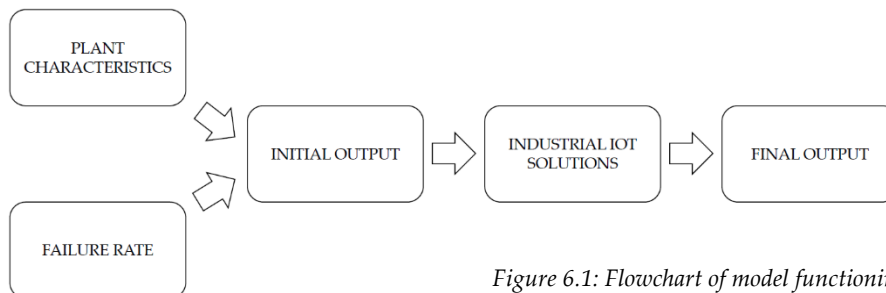 PLANT
CHARACTERISTICS
INITIAL OUTPUT
INDUSTRIAL IOT
SOLUTIONS
FINAL OUTPUT
FAILURE RATE
Figure 6.1: Flowchart of model